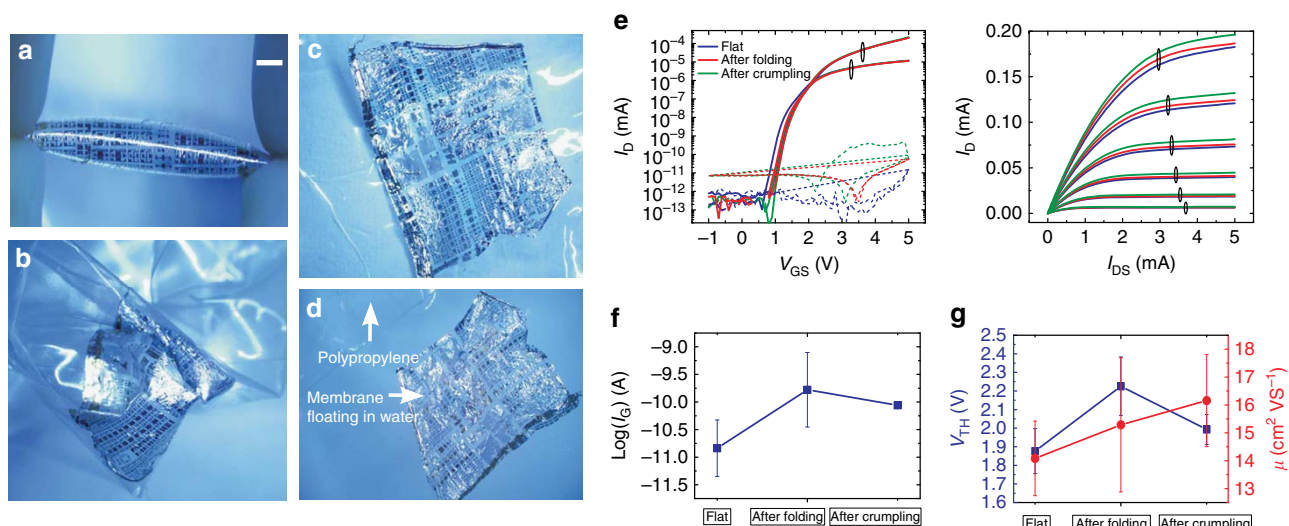 a
b
c
d
Polypropylene
Membrane
floating in water
e
Flat
After folding
After crumpling
10⁻⁴
10⁻⁵
10⁻⁶
10⁻⁷
10⁻⁸
10⁻⁹
10⁻¹⁰
10⁻¹¹
10⁻¹²
10⁻¹³
I_D (mA)
−1 0 1 2 3 4 5
V_GS (V)
0.20
0.15
0.10
0.05
0.00
I_D (mA)
0 1 2 3 4 5
I_DS (mA)
f
−9.0
−9.5
−10.0
−10.5
−11.0
−11.5
Log(I_G) (A)
Flat After folding After crumpling
g
2.5
2.4
2.3
2.2
2.1
2.0
1.9
1.8
1.7
1.6
V_TH (V)
18
17
16
15
14
13
μ (cm² VS⁻¹)
Flat After folding After crumpling